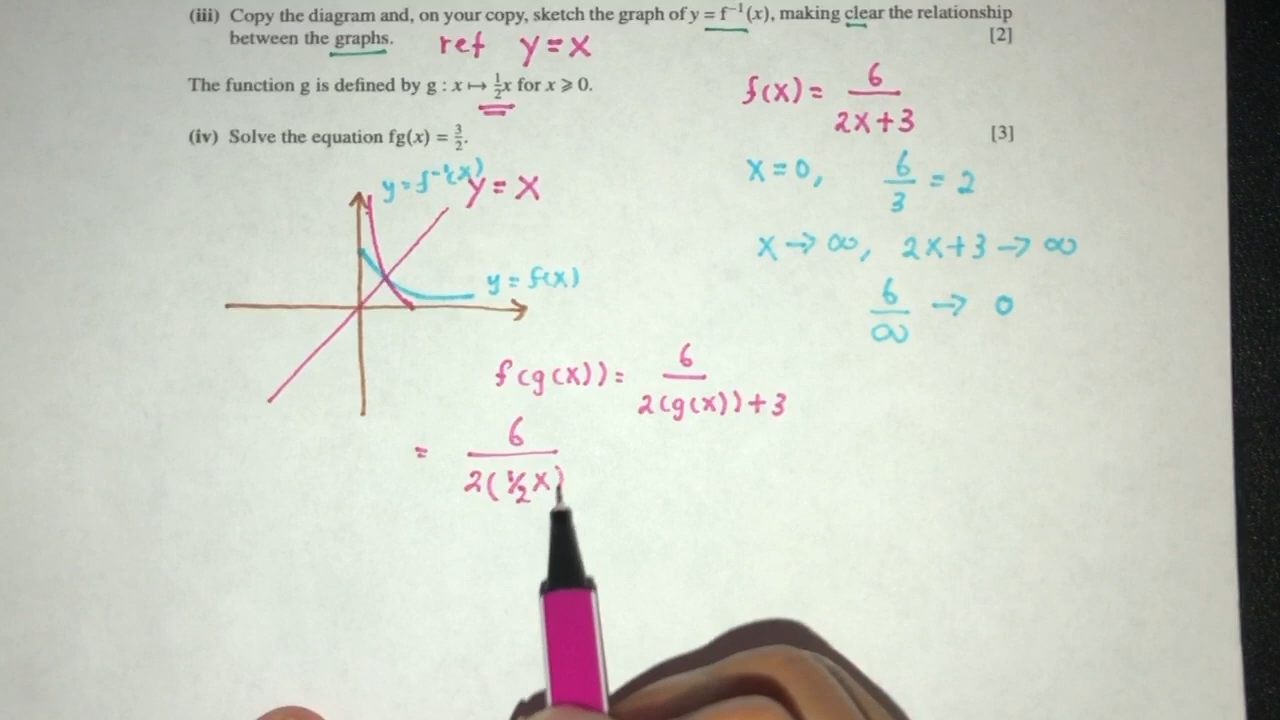 (iii) Copy the diagram and, on your copy, sketch the graph of y = f⁻¹(x), making clear the relationship
between the graphs. [2]
ref y=x
The function g is defined by g : x ↦ ½x for x ⩾ 0.
f(x) = 6/(2x+3)
(iv) Solve the equation fg(x) = 3/2. [3]
x=0, 6/3 = 2
y=f⁻¹(x)
y=x
x → ∞, 2x+3 → ∞
y = f(x)
6/∞ → 0
f(g(x)) = 6/(2(g(x))+3
= 6/2(½x)